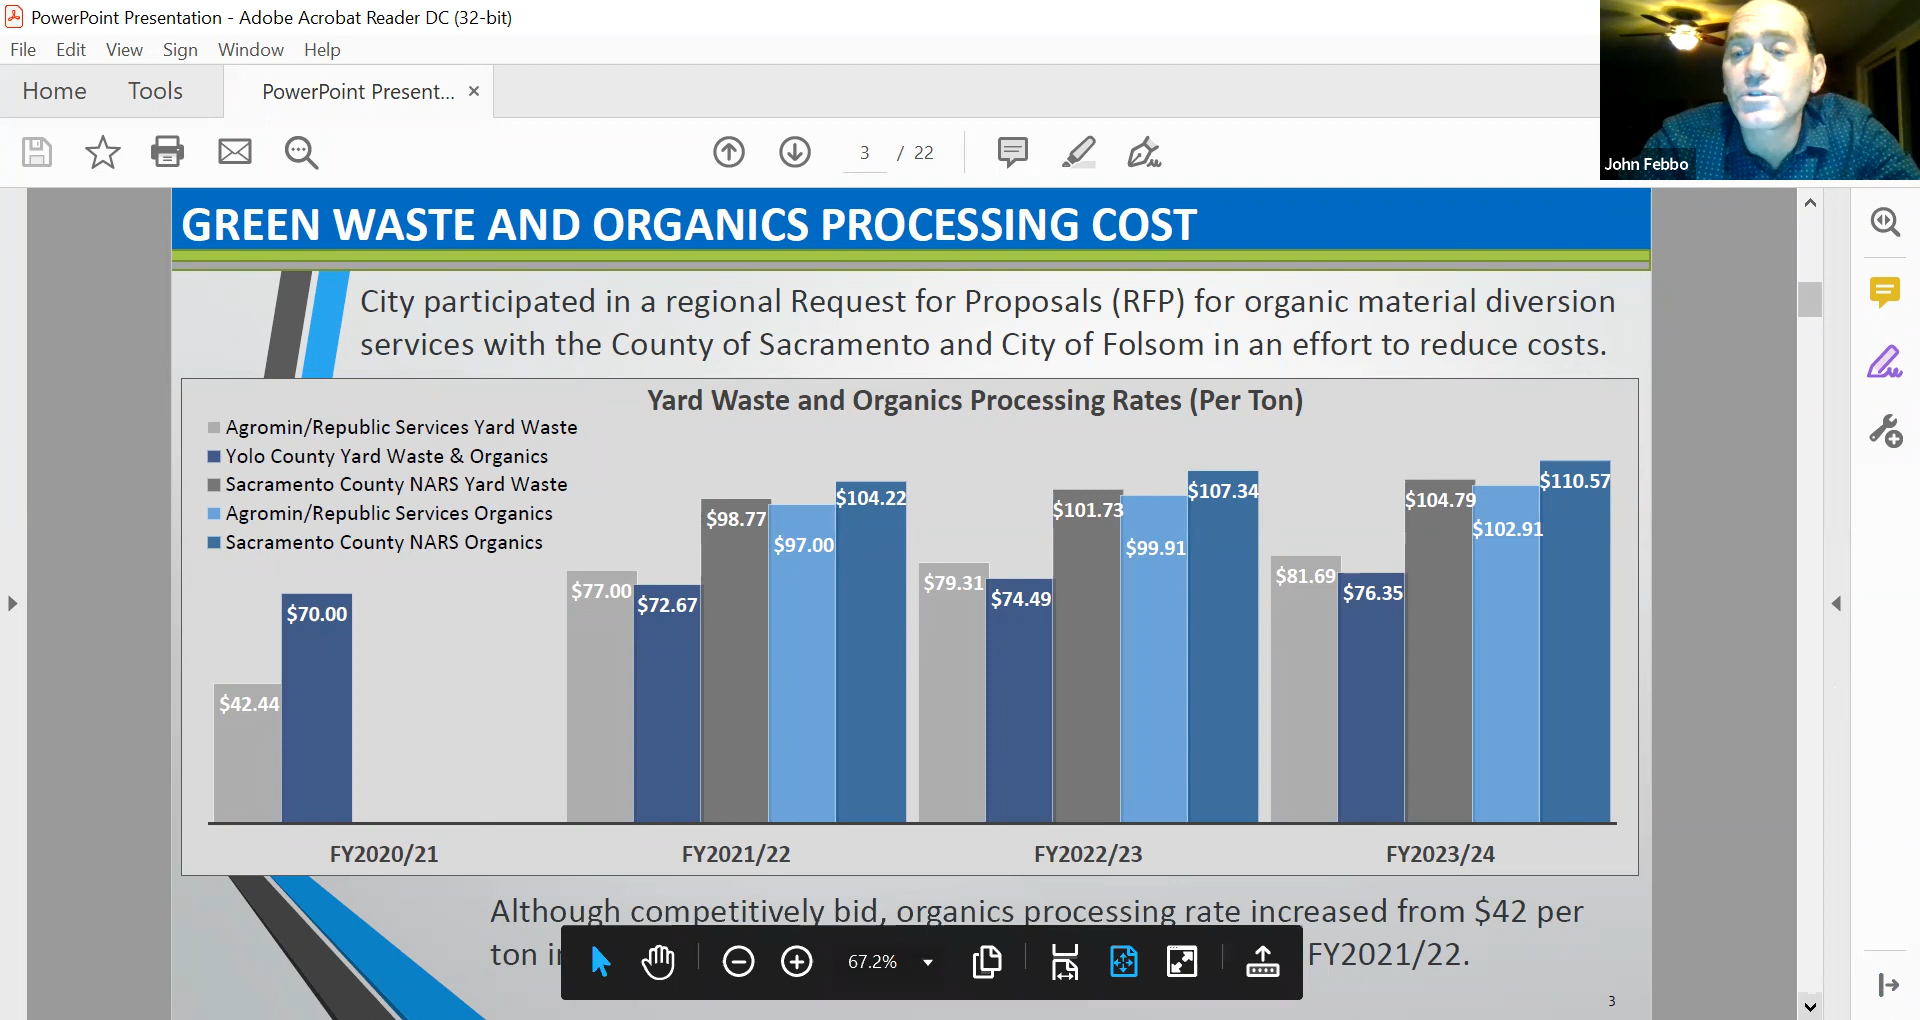 PowerPoint Presentation - Adobe Acrobat Reader DC (32-bit)
File Edit View Sign Window Help
Home Tools PowerPoint Present... ×
3 / 22
John Febbo
GREEN WASTE AND ORGANICS PROCESSING COST
City participated in a regional Request for Proposals (RFP) for organic material diversion
services with the County of Sacramento and City of Folsom in an effort to reduce costs.
Yard Waste and Organics Processing Rates (Per Ton)
Agromin/Republic Services Yard Waste
Yolo County Yard Waste & Organics
Sacramento County NARS Yard Waste
Agromin/Republic Services Organics
Sacramento County NARS Organics
$42.44 $70.00
$77.00 $72.67 $98.77 $97.00 $104.22
$79.31 $74.49 $101.73 $99.91 $107.34
$81.69 $76.35 $104.79 $102.91 $110.57
FY2020/21 FY2021/22 FY2022/23 FY2023/24
Although competitively bid, organics processing rate increased from $42 per
ton FY2021/22.
67.2%
3